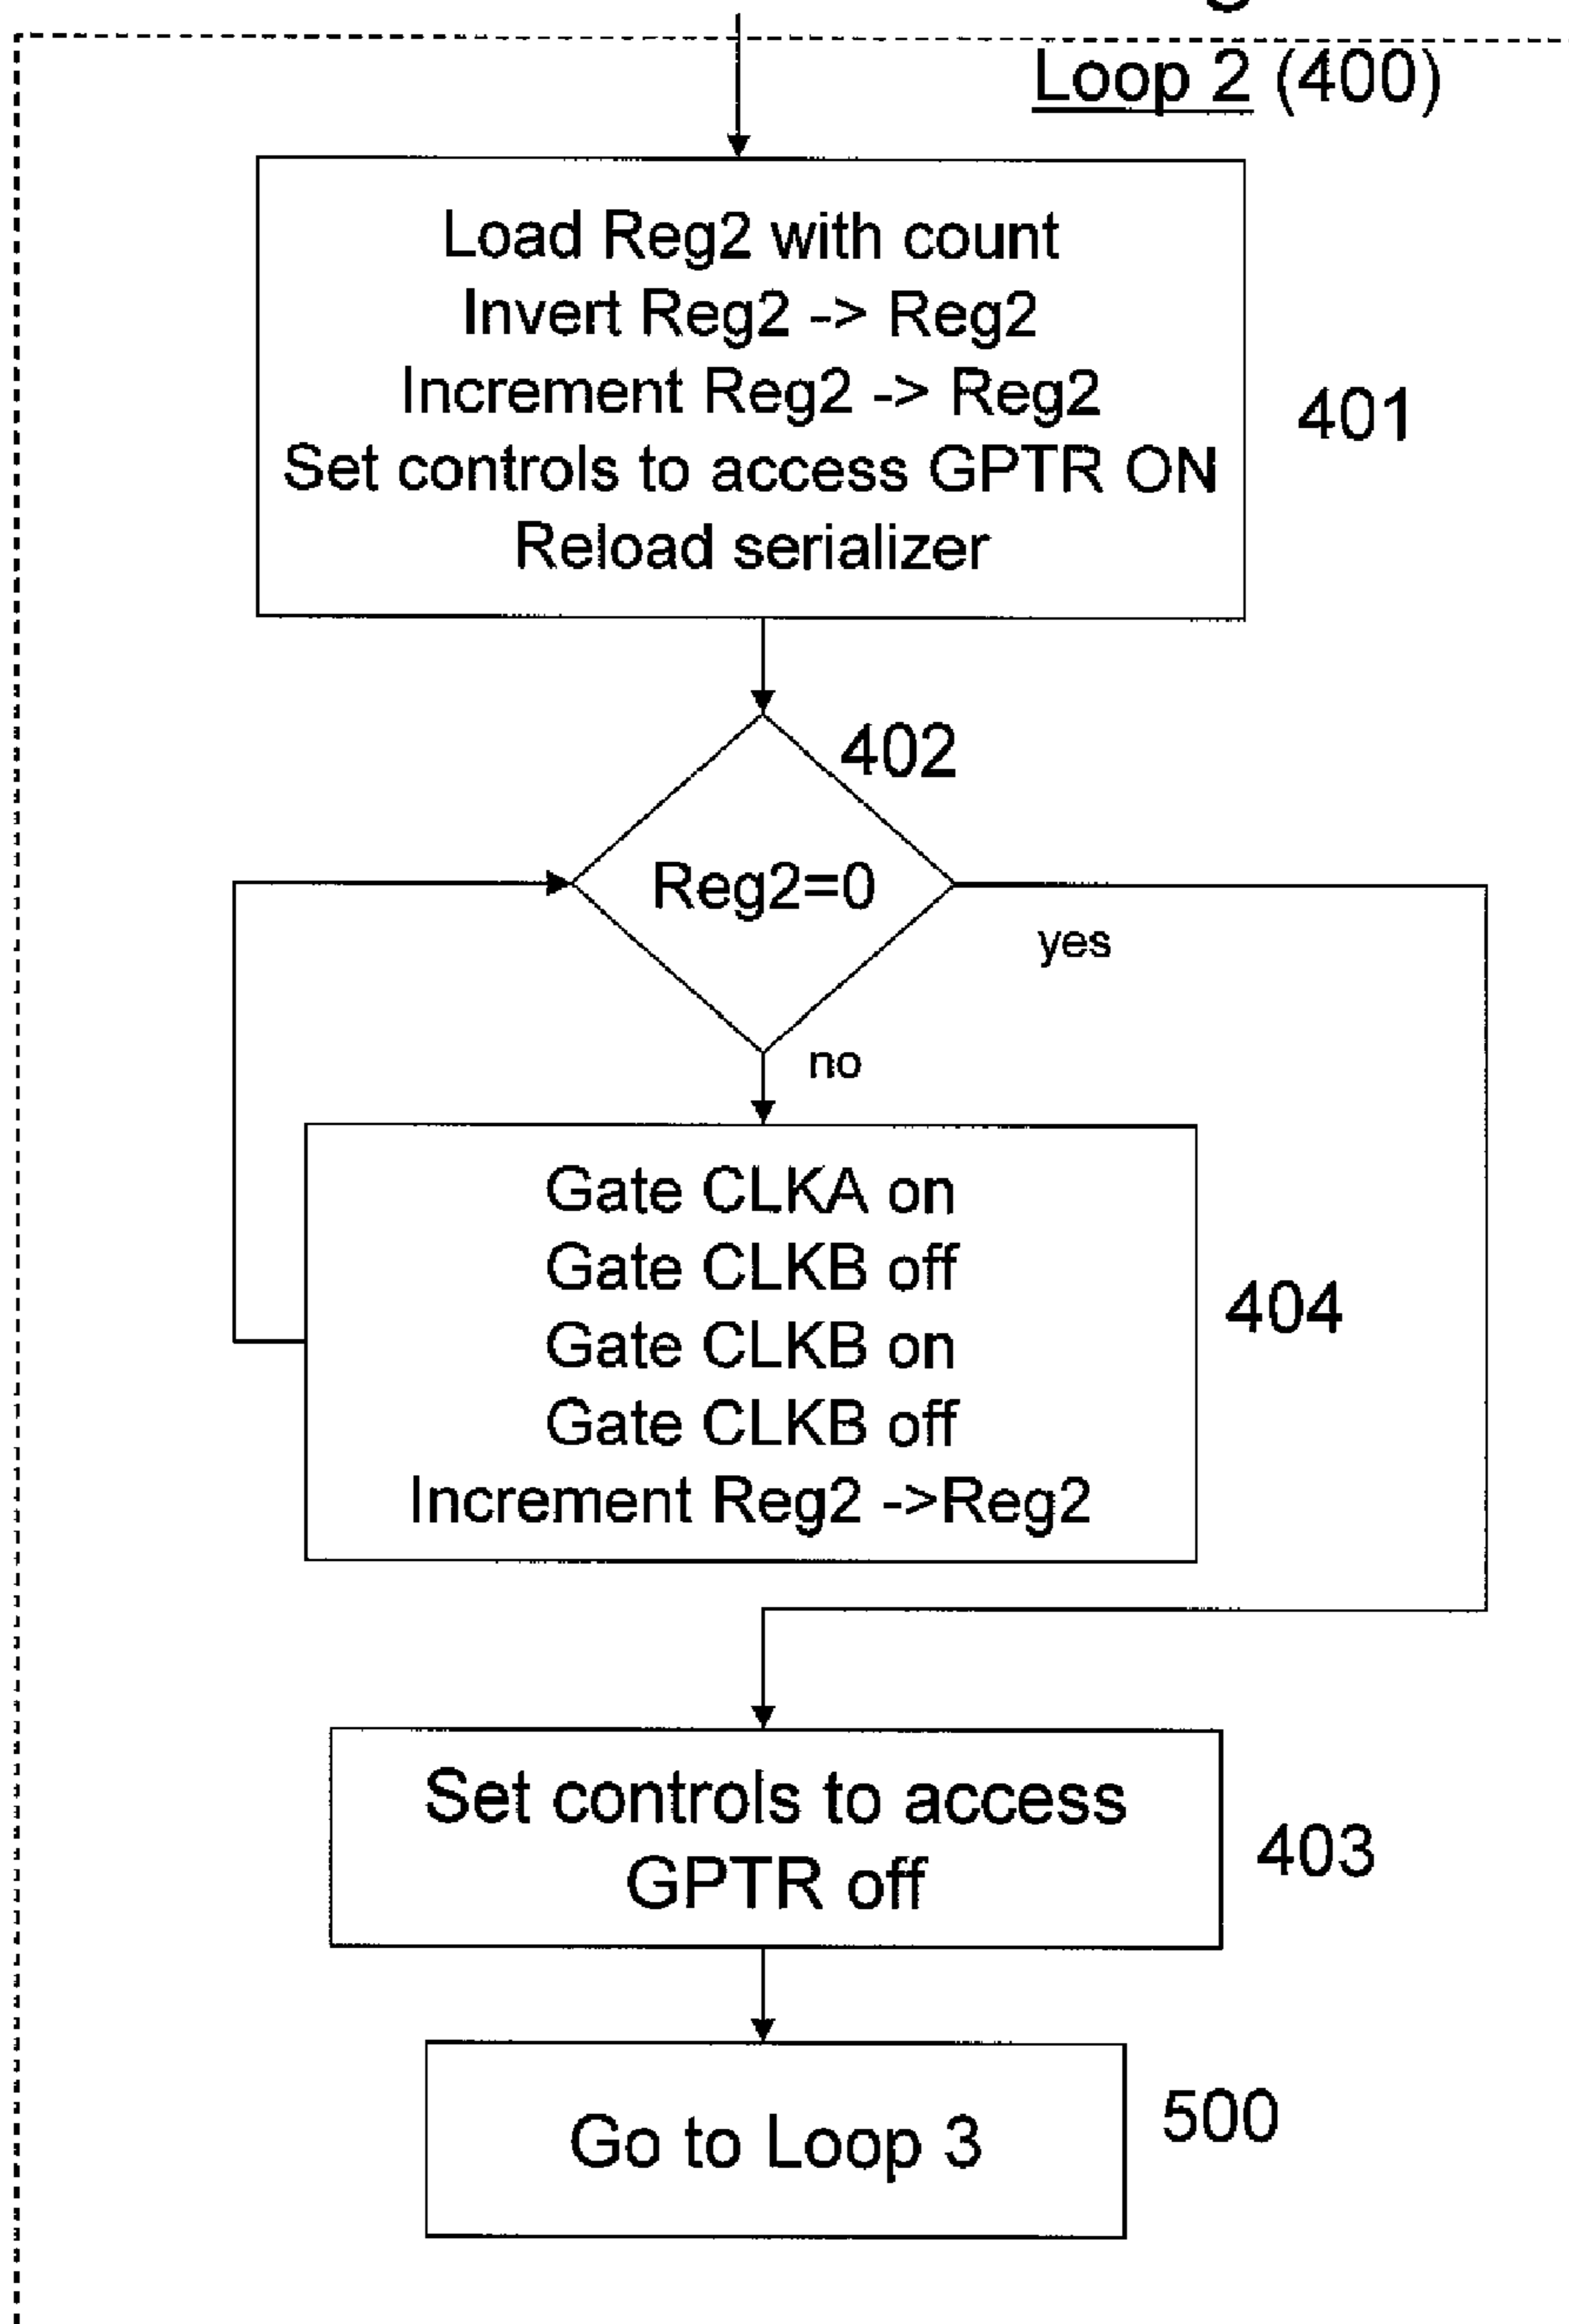 Loop 2 (400)
Load Reg2 with count
Invert Reg2 -> Reg2
Increment Reg2 -> Reg2
Set controls to access GPTR ON
Reload serializer
401
402
Reg2=0
yes
no
Gate CLKA on
Gate CLKB off
Gate CLKB on
Gate CLKB off
Increment Reg2 ->Reg2
404
Set controls to access
GPTR off
403
Go to Loop 3
500